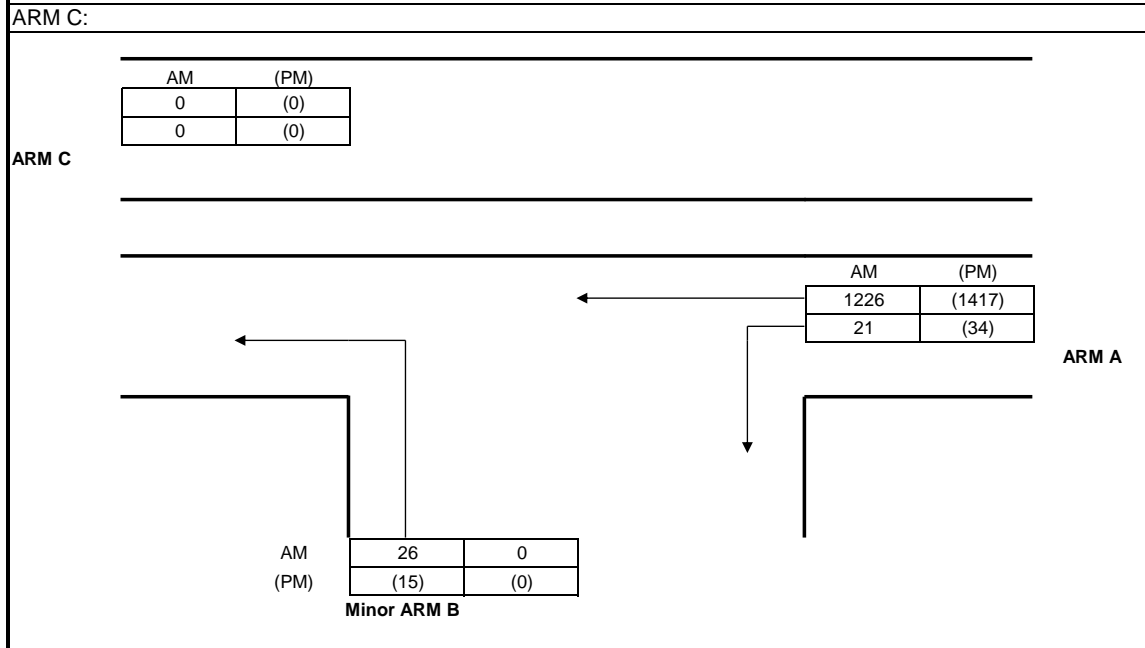 ARM C:
AM (PM)
0 (0)
0 (0)
ARM C
AM (PM)
1226 (1417)
21 (34)
ARM A
AM 26 0
(PM) (15) (0)
Minor ARM B